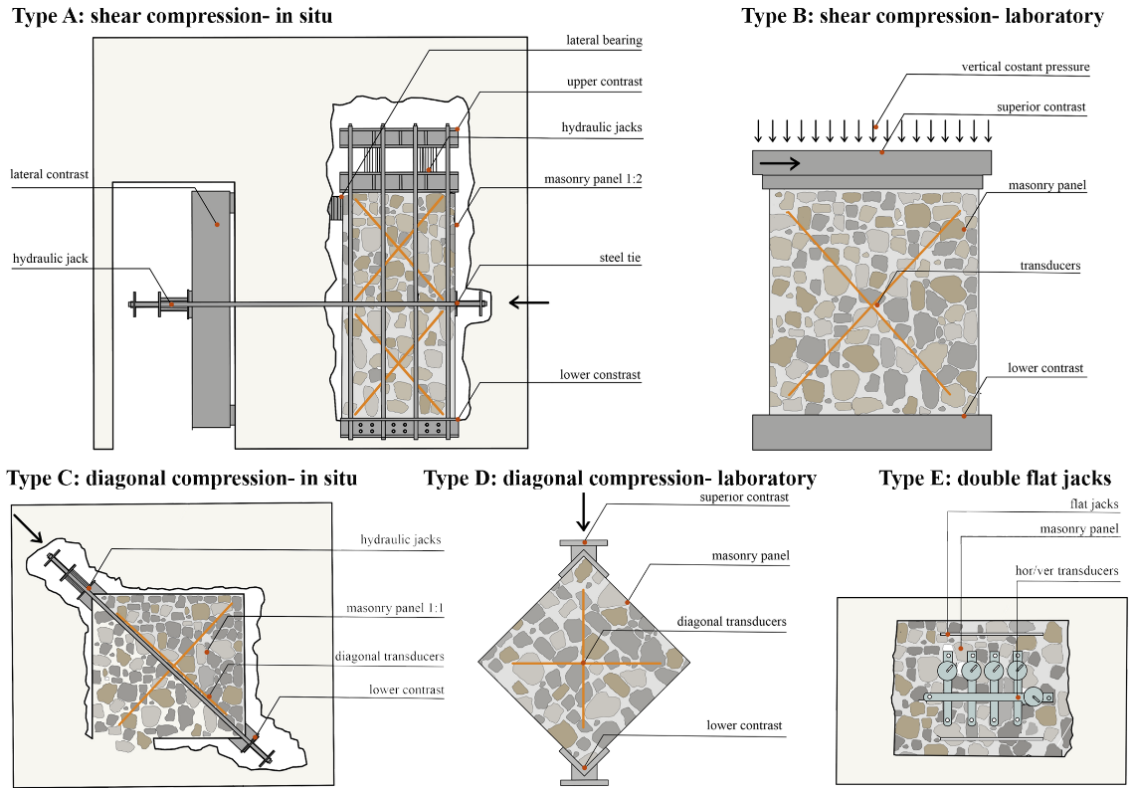 Type A: shear compression- in situ
lateral bearing
upper contrast
hydraulic jacks
lateral contrast
masonry panel 1:2
hydraulic jack
steel tie
lower constrast
Type B: shear compression- laboratory
vertical costant pressure
superior contrast
masonry panel
transducers
lower contrast
Type C: diagonal compression- in situ
hydraulic jacks
masonry panel 1:1
diagonal transducers
lower contrast
Type D: diagonal compression- laboratory
superior contrast
masonry panel
diagonal transducers
lower contrast
Type E: double flat jacks
flat jacks
masonry panel
hor/ver transducers